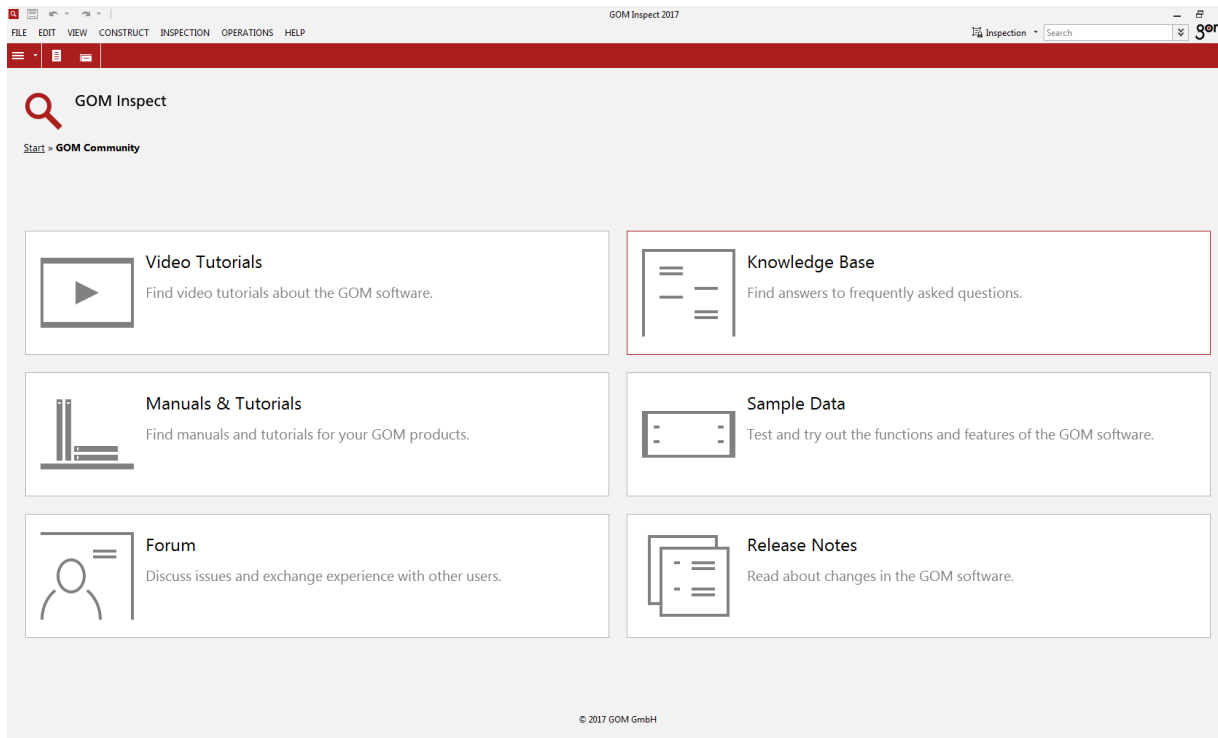 GOM Inspect 2017
FILE EDIT VIEW CONSTRUCT INSPECTION OPERATIONS HELP
Inspection
Search
GOM Inspect
Start » GOM Community
Video Tutorials
Find video tutorials about the GOM software.
Knowledge Base
Find answers to frequently asked questions.
Manuals & Tutorials
Find manuals and tutorials for your GOM products.
Sample Data
Test and try out the functions and features of the GOM software.
Forum
Discuss issues and exchange experience with other users.
Release Notes
Read about changes in the GOM software.
© 2017 GOM GmbH